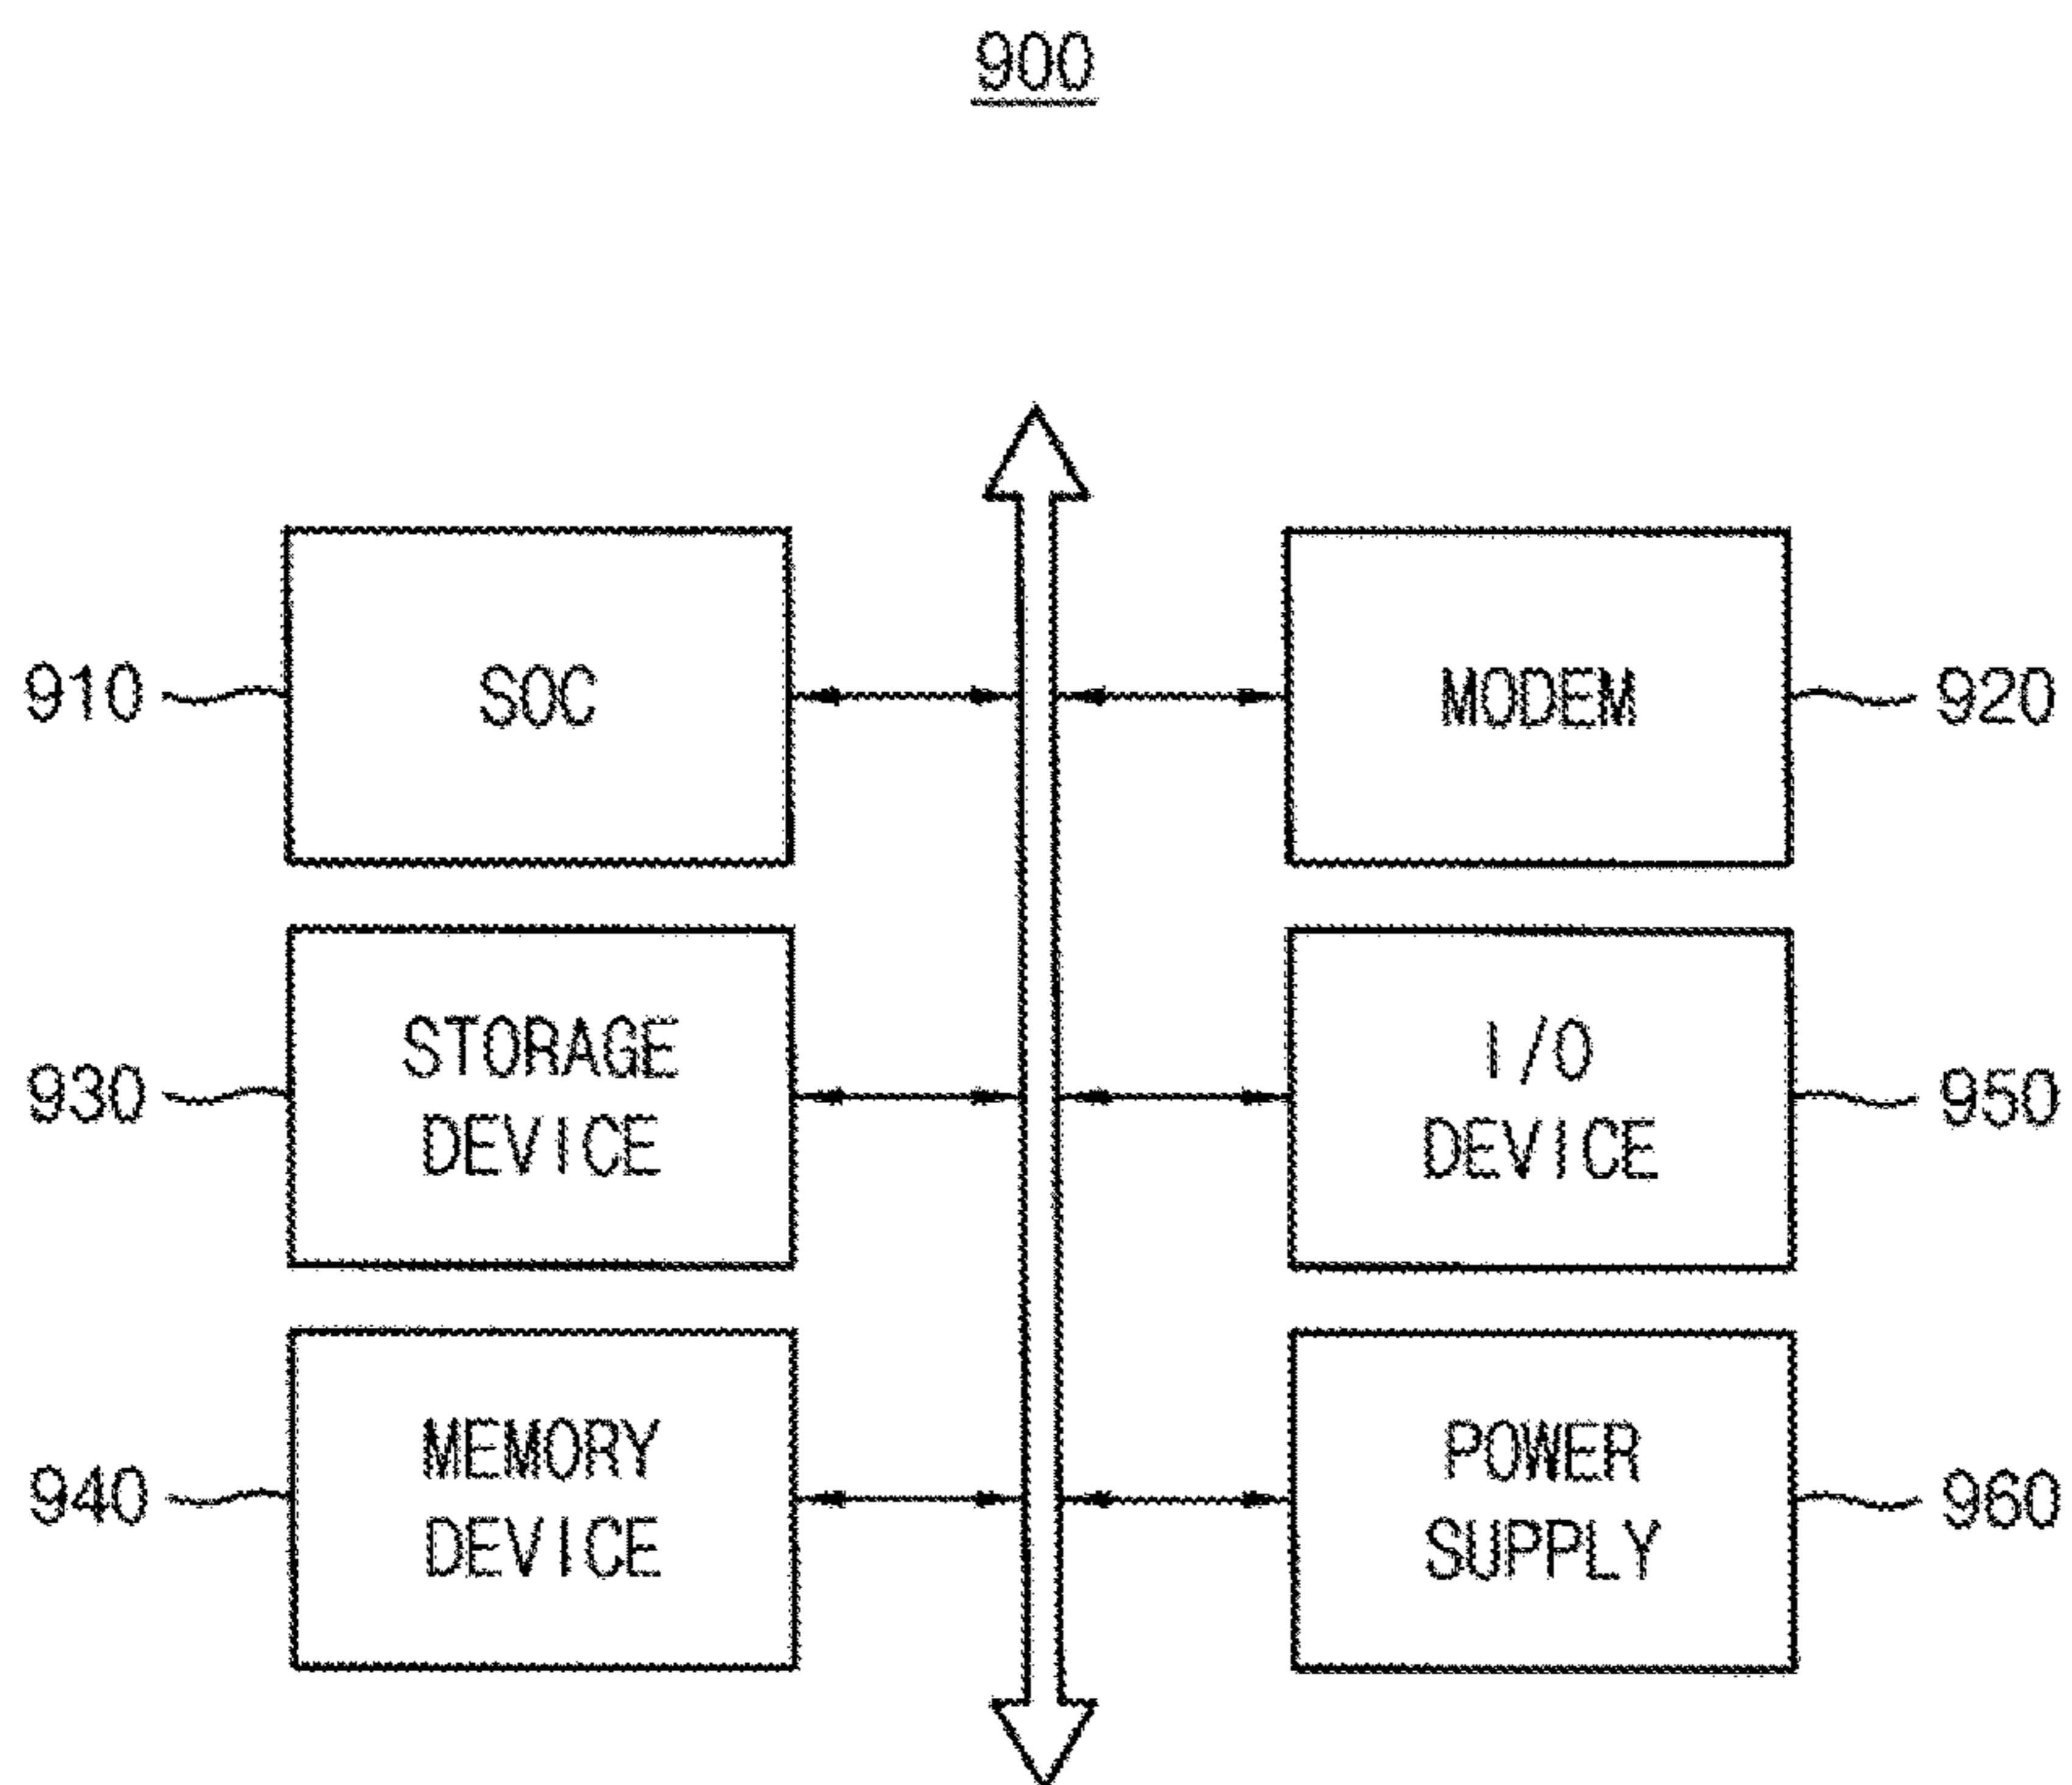 900
910 SOC MODEM 920
930 STORAGE DEVICE I/O DEVICE 950
940 MEMORY DEVICE POWER SUPPLY 960